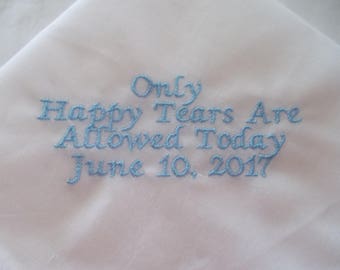 Only
Happy Tears Are
Allowed Today
June 10, 2017